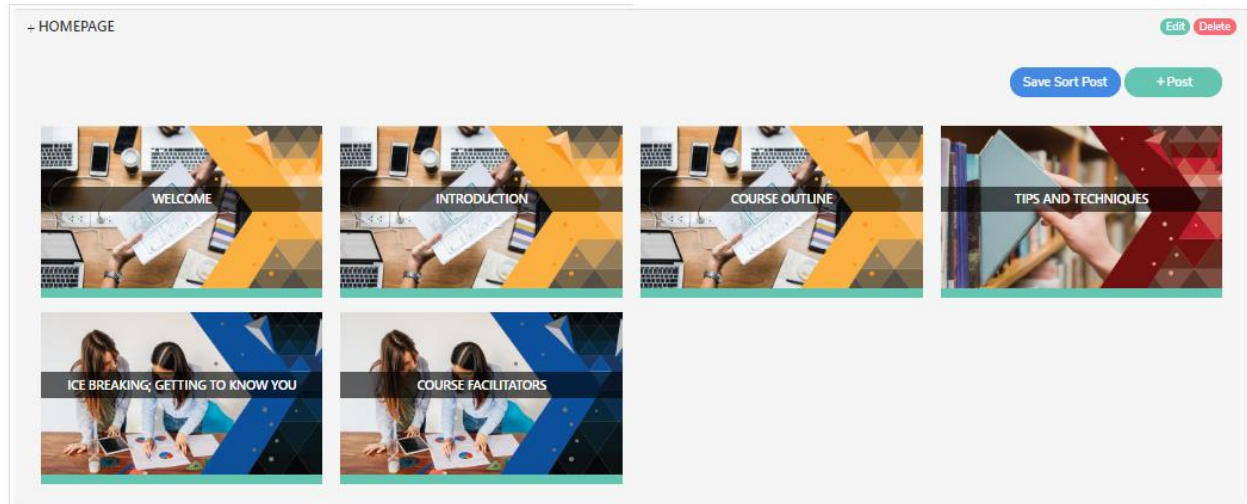 + HOMEPAGE
Edit Delete
Save Sort Post +Post
WELCOME
INTRODUCTION
COURSE OUTLINE
TIPS AND TECHNIQUES
ICE BREAKING; GETTING TO KNOW YOU
COURSE FACILITATORS